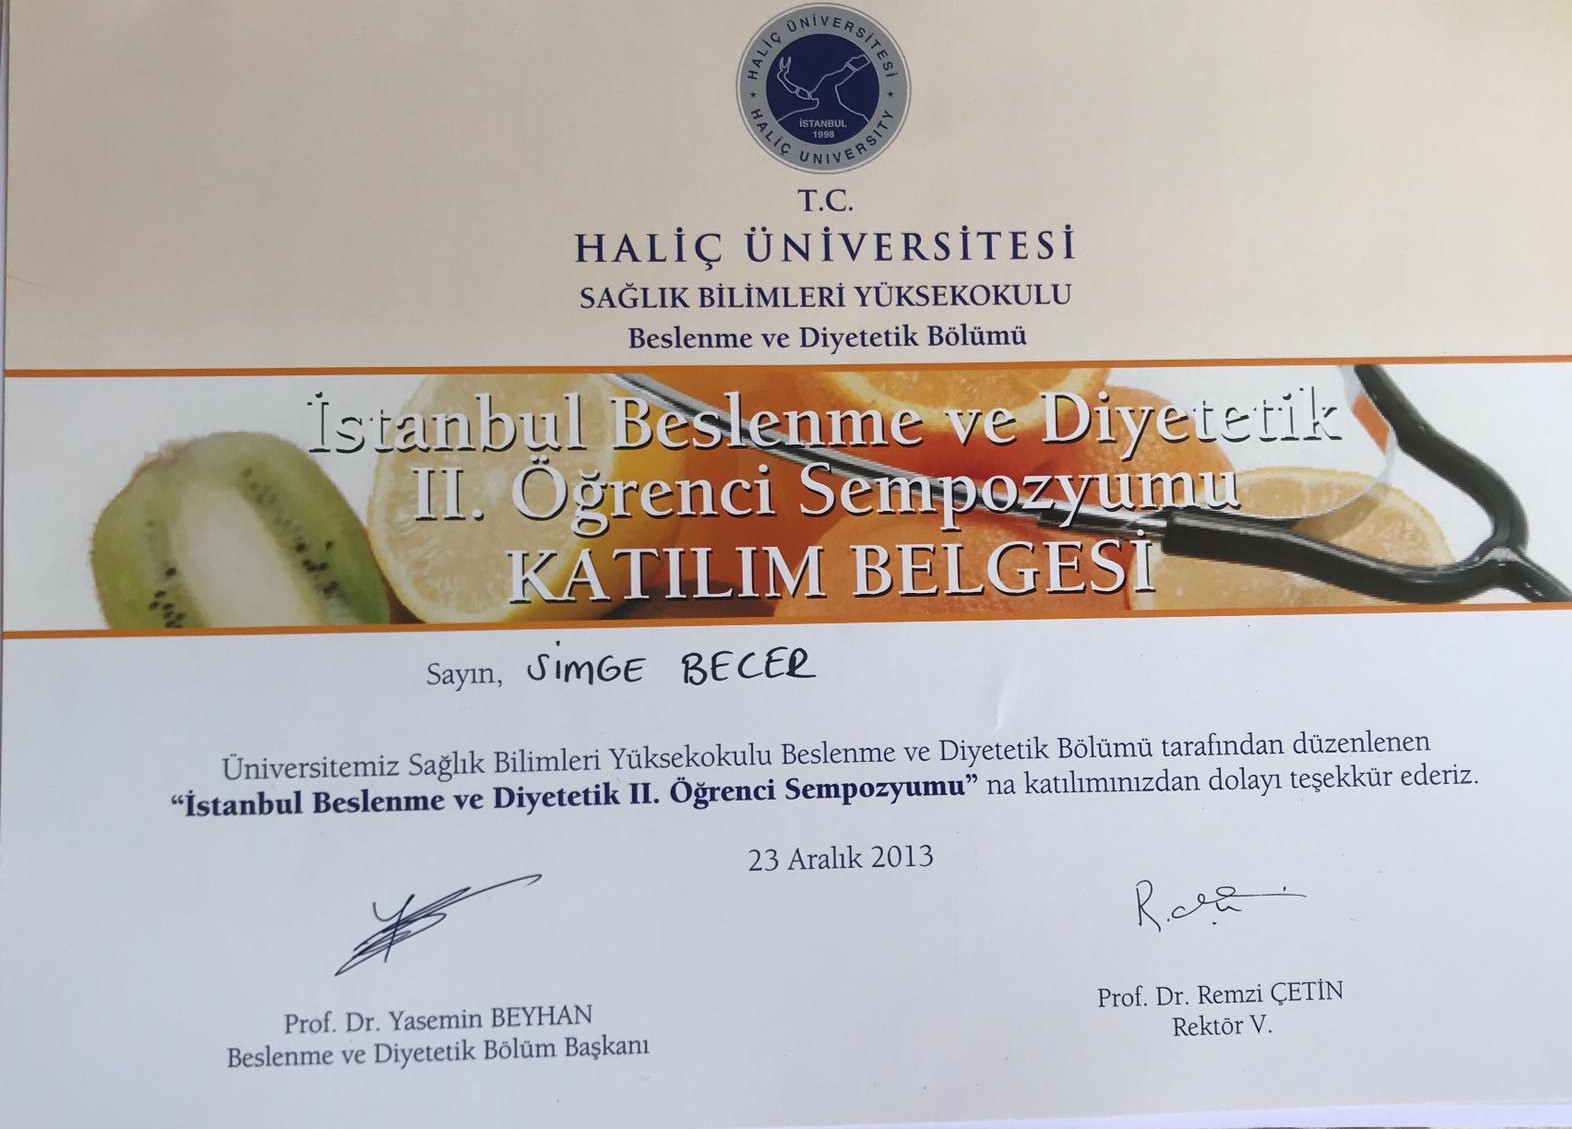 HALİÇ ÜNİVERSİTESİ
İSTANBUL
1998
HALİÇ UNIVERSITY
T.C.
HALİÇ ÜNİVERSİTESİ
SAĞLIK BİLİMLERİ YÜKSEKOKULU
Beslenme ve Diyetetik Bölümü
İstanbul Beslenme ve Diyetetik
II. Öğrenci Sempozyumu
KATILIM BELGESİ
Sayın, SİMGE BECER
Üniversitemiz Sağlık Bilimleri Yüksekokulu Beslenme ve Diyetetik Bölümü tarafından düzenlenen
“İstanbul Beslenme ve Diyetetik II. Öğrenci Sempozyumu” na katılımınızdan dolayı teşekkür ederiz.
23 Aralık 2013
Prof. Dr. Yasemin BEYHAN
Beslenme ve Diyetetik Bölüm Başkanı
Prof. Dr. Remzi ÇETİN
Rektör V.